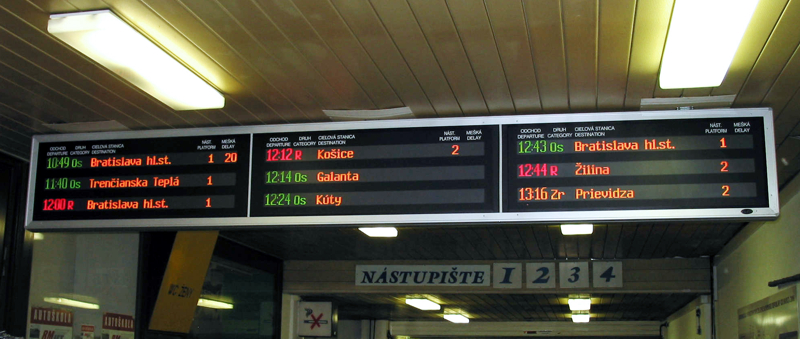 ODCHOD DRUH CIEĽOVÁ STANICA NÁST. MEŠKÁ
DEPARTURE CATEGORY DESTINATION PLATFORM DELAY
10:49 Os Bratislava hl.st. 1 20
11:40 Os Trenčianska Teplá 1
12:00 R Bratislava hl.st. 1
ODCHOD DRUH CIEĽOVÁ STANICA NÁST. MEŠKÁ
DEPARTURE CATEGORY DESTINATION PLATFORM DELAY
12:12 R Košice 2
12:14 Os Galanta
12:24 Os Kúty
ODCHOD DRUH CIEĽOVÁ STANICA NÁST. MEŠKÁ
DEPARTURE CATEGORY DESTINATION PLATFORM DELAY
12:43 Os Bratislava hl.st. 1
12:44 R Žilina 2
13:16 Zr Prievidza 2
NÁSTUPIŠTE 1 2 3 4
AUTOŠKOLA
AUTOŠKOLA